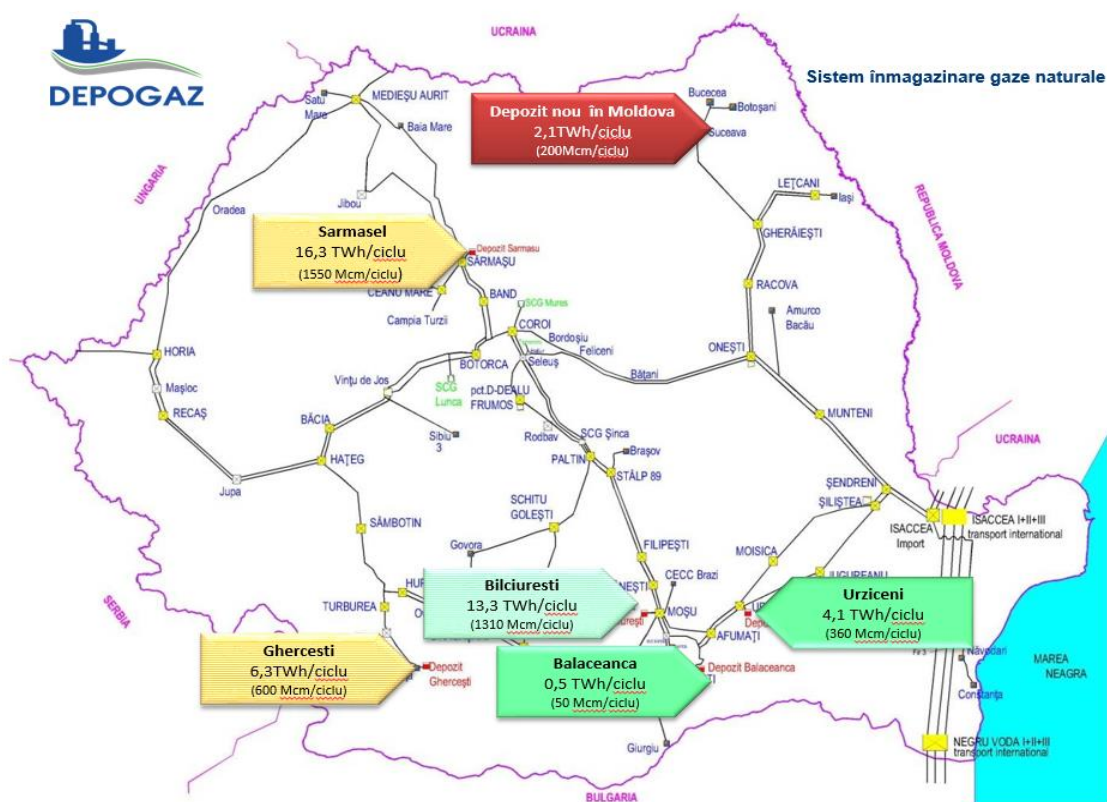 DEPOGAZ
Sistem înmagazinare gaze naturale
UCRAINA
Satu
Mare
MEDIEŞU AURIT
Baia Mare
Depozit nou în Moldova
2,1TWh/ciclu
(200Mcm/ciclu)
Bucecea
Botoşani
Suceava
UNGARIA
Oradea
Jibou
LEŢCANI
Iaşi
GHERĂIEŞTI
REPUBLICA MOLDOVA
Sarmasel
16,3 TWh/ciclu
(1550 Mcm/ciclu)
Depozit Sarmasu
SĂRMAŞU
CEANU MARE
BAND
Campia Turzii
RACOVA
SCG Mures
Amurco
Bacău
COROI
Bordoşiu
Feliceni
Seleuş
BOTORCA
ONEŞTI
HORIA
Maşloc
RECAŞ
Vinţu de Jos
SCG
Lunca
pct.D-DEALU
FRUMOS
Băţani
MUNTENI
BĂCIA
Sibiu
3
Rodbav
SCG Şinca
Braşov
UCRAINA
HAŢEG
PALTIN
STÂLP 89
Jupa
ŞENDRENI
ŞILIŞTEA
SCHITU
GOLEŞTI
SÂMBOTIN
ISACCEA
Import
ISACCEA I+II+III
transport international
Govora
FILIPEŞTI
MOISICA
Bilciuresti
13,3 TWh/ciclu
(1310 Mcm/ciclu)
CECC Brazi
JUGUREANU
Urziceni
4,1 TWh/ciclu
(360 Mcm/ciclu)
SERBIA
TURBUREA
MOŞU
AFUMAŢI
Ghercesti
6,3TWh/ciclu
(600 Mcm/ciclu)
Depozit
Gherceşti
Balaceanca
0,5 TWh/ciclu
(50 Mcm/ciclu)
Depozit Balaceanca
Năvodari
MAREA
NEAGRA
Constanţa
Giurgiu
NEGRU VODA I+II+III
transport international
BULGARIA